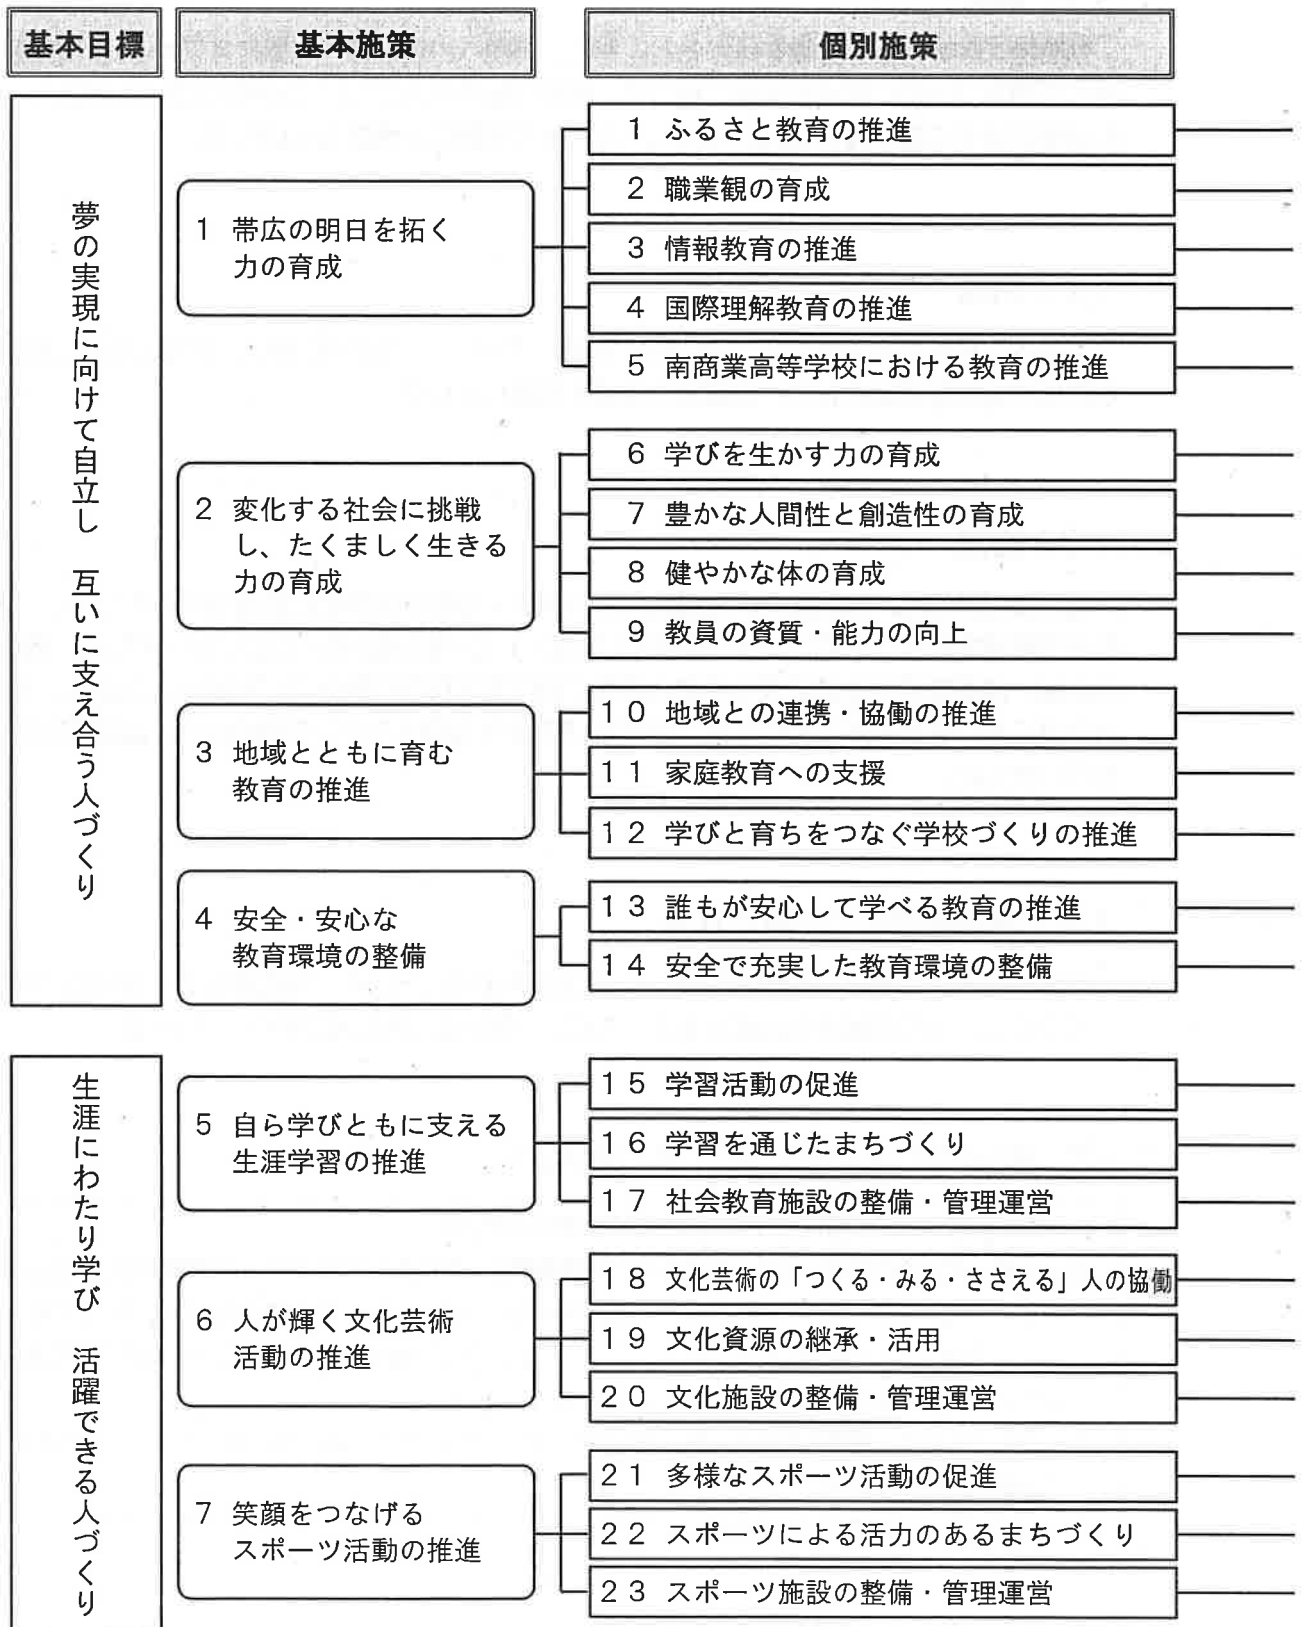 基本目標
基本施策
個別施策
夢の実現に向けて自立し　互いに支え合う人づくり
1 帯広の明日を拓く
力の育成
1 ふるさと教育の推進
2 職業観の育成
3 情報教育の推進
4 国際理解教育の推進
5 南商業高等学校における教育の推進
2 変化する社会に挑戦
し、たくましく生きる
力の育成
6 学びを生かす力の育成
7 豊かな人間性と創造性の育成
8 健やかな体の育成
9 教員の資質・能力の向上
3 地域とともに育む
教育の推進
10 地域との連携・協働の推進
11 家庭教育への支援
12 学びと育ちをつなぐ学校づくりの推進
4 安全・安心な
教育環境の整備
13 誰もが安心して学べる教育の推進
14 安全で充実した教育環境の整備
生涯にわたり学び　活躍できる人づくり
5 自ら学びともに支える
生涯学習の推進
15 学習活動の促進
16 学習を通じたまちづくり
17 社会教育施設の整備・管理運営
6 人が輝く文化芸術
活動の推進
18 文化芸術の「つくる・みる・ささえる」人の協働
19 文化資源の継承・活用
20 文化施設の整備・管理運営
7 笑顔をつなげる
スポーツ活動の推進
21 多様なスポーツ活動の促進
22 スポーツによる活力のあるまちづくり
23 スポーツ施設の整備・管理運営